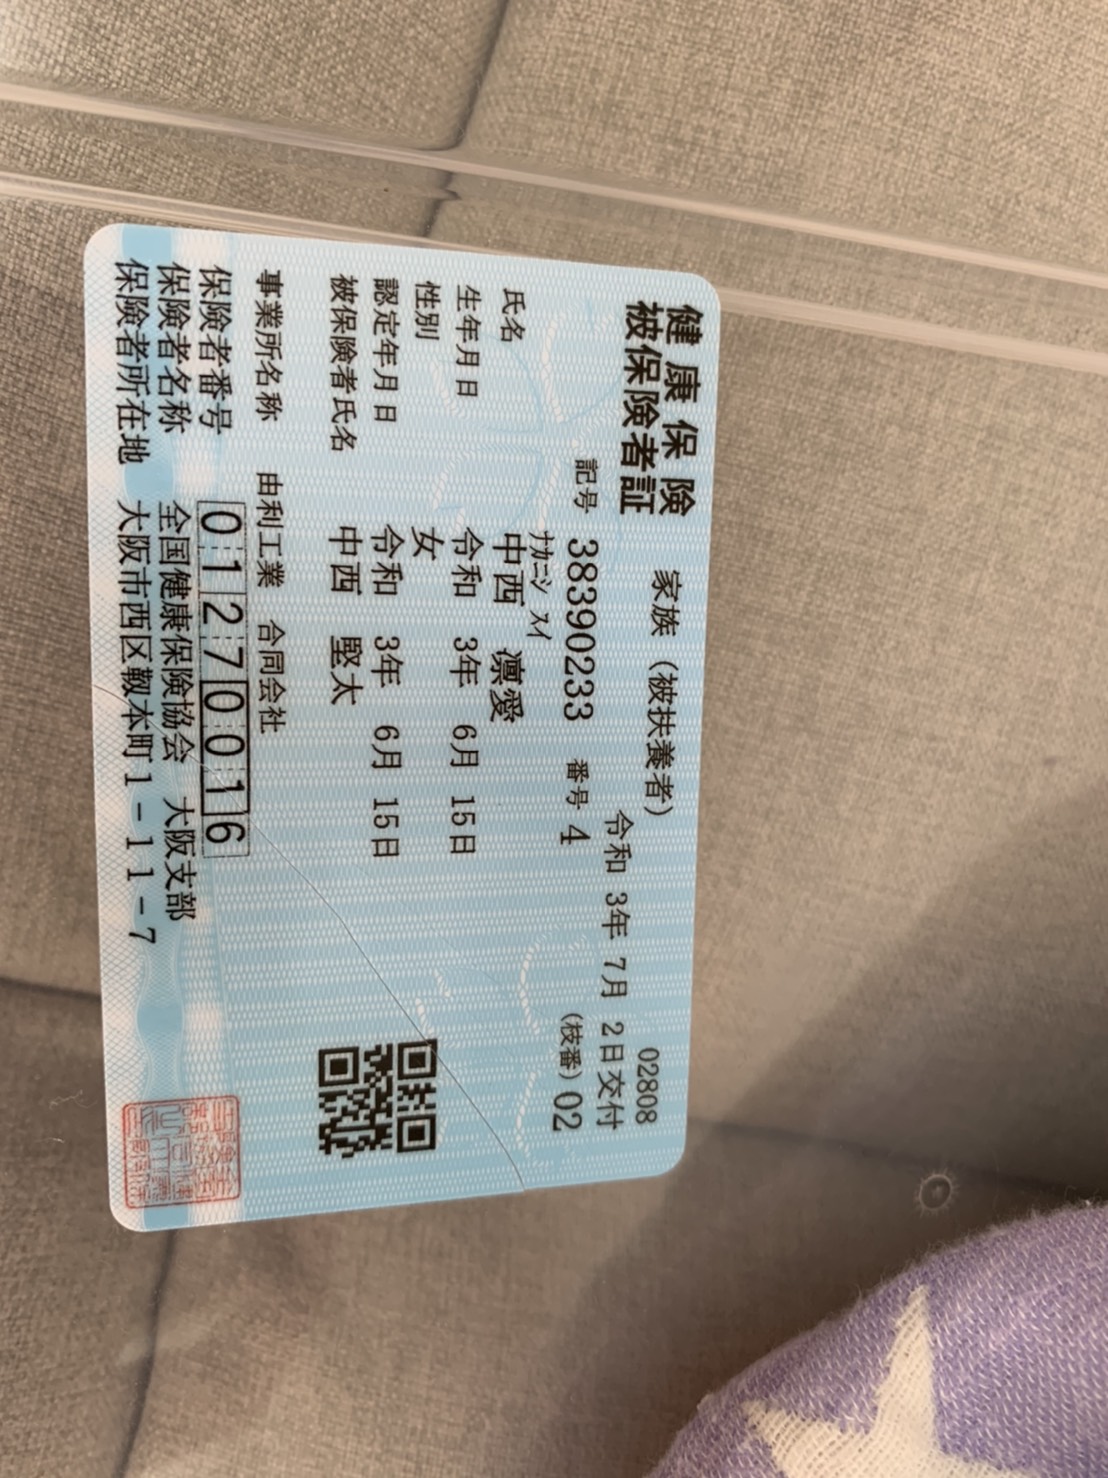 健康保険 家族（被扶養者） 02808
被保険者証 令和 3年 7月 2日交付
記号 38390233 番号 4 (枝番) 02
ナカニシ スイ
氏名 中西 凛愛
生年月日 令和 3年 6月 15日
性別 女
認定年月日 令和 3年 6月 15日
被保険者氏名 中西 堅太
事業所名称 由利工業 合同会社
保険者番号 01270016
保険者名称 全国健康保険協会 大阪支部
保険者所在地 大阪市西区靱本町1-11-7